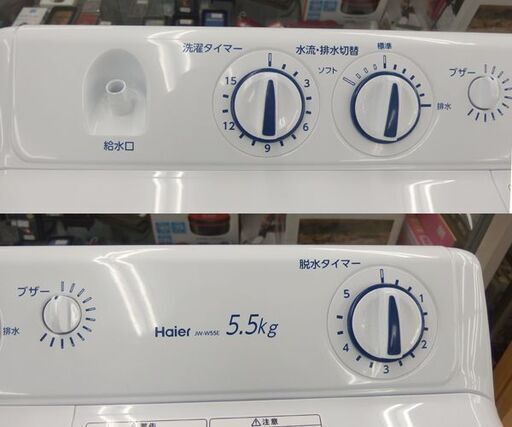 洗濯タイマー
水流・排水切替
標準
ソフト
ブザー
排水
給水口
15
3
12
6
9
脱水タイマー
ブザー
排水
Haier JW-W55E 5.5kg
5
1
4
2
3
警告
注意